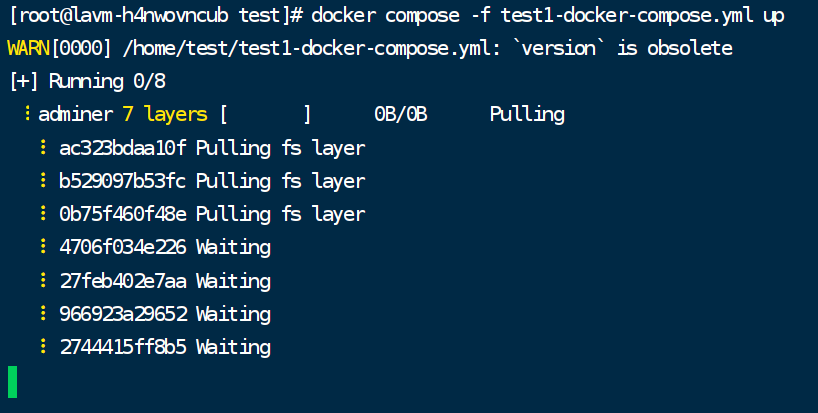 [root@lavm-h4nwovncub test]# docker compose -f test1-docker-compose.yml up
WARN[0000] /home/test/test1-docker-compose.yml: `version` is obsolete
[+] Running 0/8
⋮ adminer 7 layers [       ]      0B/0B      Pulling
⋮ ac323bdaa10f Pulling fs layer
⋮ b529097b53fc Pulling fs layer
⋮ 0b75f460f48e Pulling fs layer
⋮ 4706f034e226 Waiting
⋮ 27feb402e7aa Waiting
⋮ 966923a29652 Waiting
⋮ 2744415ff8b5 Waiting